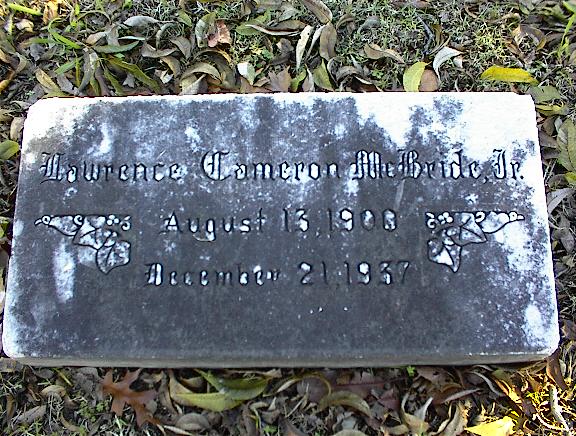 Lawrence Cameron McBride, Jr.
August 13, 1908
December 21, 1937